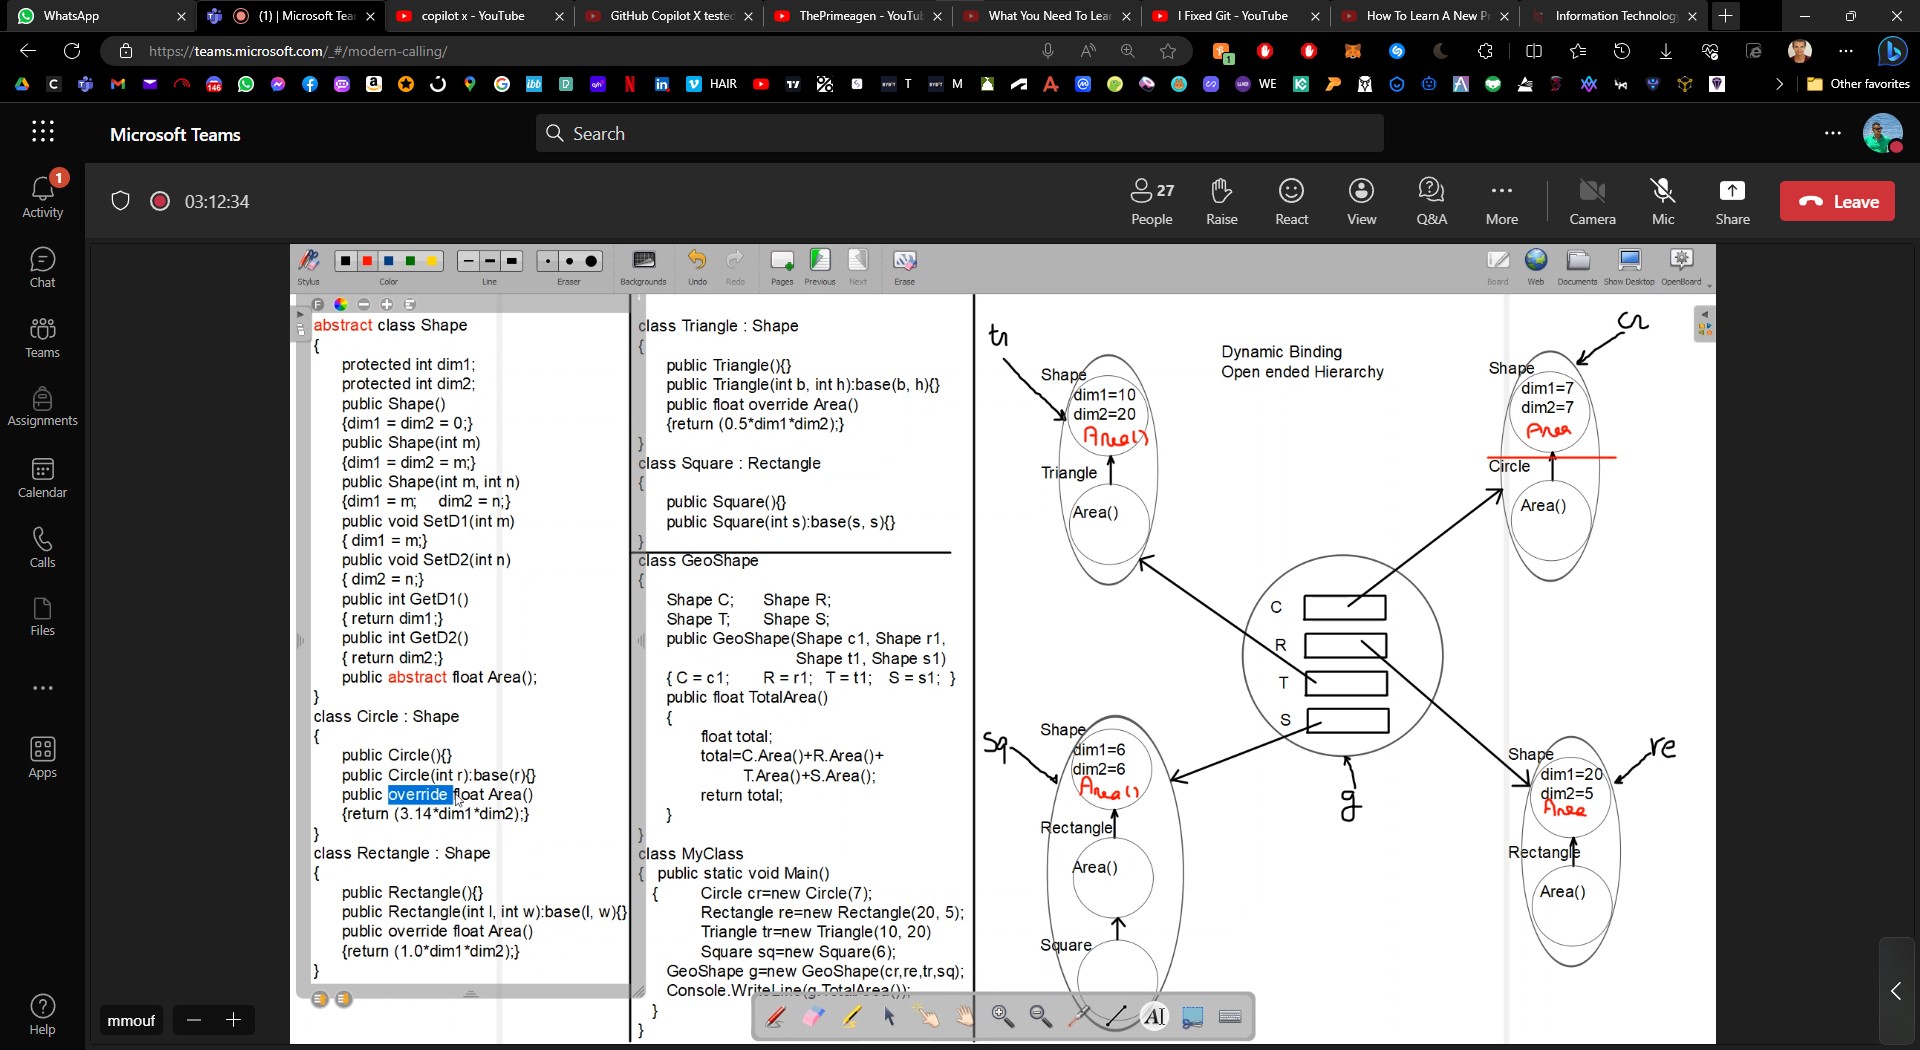 WhatsApp
(1) | Microsoft Tea
copilot x - YouTube
GitHub Copilot X tested
ThePrimeagen - YouTu
What You Need To Lea
I Fixed Git - YouTube
How To Learn A New P
Information Technolog
https://teams.microsoft.com/_#/modern-calling/
1
146
HAIR
T
M
WE
Other favorites
Microsoft Teams
Search
1
Activity
Chat
Teams
Assignments
Calendar
Calls
Files
Apps
Help
03:12:34
27
People
Raise
React
View
Q&A
More
Camera
Mic
Share
Leave
Stylus
Color
Line
Eraser
Backgrounds
Undo
Redo
Pages
Previous
Next
Erase
Board
Web
Documents
Show Desktop
OpenBoard
abstract class Shape
{
protected int dim1;
protected int dim2;
public Shape()
{dim1 = dim2 = 0;}
public Shape(int m)
{dim1 = dim2 = m;}
public Shape(int m, int n)
{dim1 = m; dim2 = n;}
public void SetD1(int m)
{ dim1 = m;}
public void SetD2(int n)
{ dim2 = n;}
public int GetD1()
{ return dim1;}
public int GetD2()
{ return dim2;}
public abstract float Area();
}
class Circle : Shape
{
public Circle(){}
public Circle(int r):base(r){}
public override float Area()
{return (3.14*dim1*dim2);}
}
class Rectangle : Shape
{
public Rectangle(){}
public Rectangle(int l, int w):base(l, w){}
public override float Area()
{return (1.0*dim1*dim2);}
}
class Triangle : Shape
{
public Triangle(){}
public Triangle(int b, int h):base(b, h){}
public float override Area()
{return (0.5*dim1*dim2);}
}
class Square : Rectangle
{
public Square(){}
public Square(int s):base(s, s){}
}
class GeoShape
{
Shape C; Shape R;
Shape T; Shape S;
public GeoShape(Shape c1, Shape r1,
Shape t1, Shape s1)
{ C = c1; R = r1; T = t1; S = s1; }
public float TotalArea()
{
float total;
total=C.Area()+R.Area()+
T.Area()+S.Area();
return total;
}
}
class MyClass
{ public static void Main()
{ Circle cr=new Circle(7);
Rectangle re=new Rectangle(20, 5);
Triangle tr=new Triangle(10, 20)
Square sq=new Square(6);
GeoShape g=new GeoShape(cr,re,tr,sq);
Console.WriteLine(g.TotalArea());
}
}
Dynamic Binding
Open ended Hierarchy
tr
Shape
dim1=10
dim2=20
Area()
Triangle
Area()
cr
Shape
dim1=7
dim2=7
Area
Circle
Area()
C
R
T
S
g
sq
Shape
dim1=6
dim2=6
Area()
Rectangle
Area()
Square
re
Shape
dim1=20
dim2=5
Area
Rectangle
Area()
mmouf